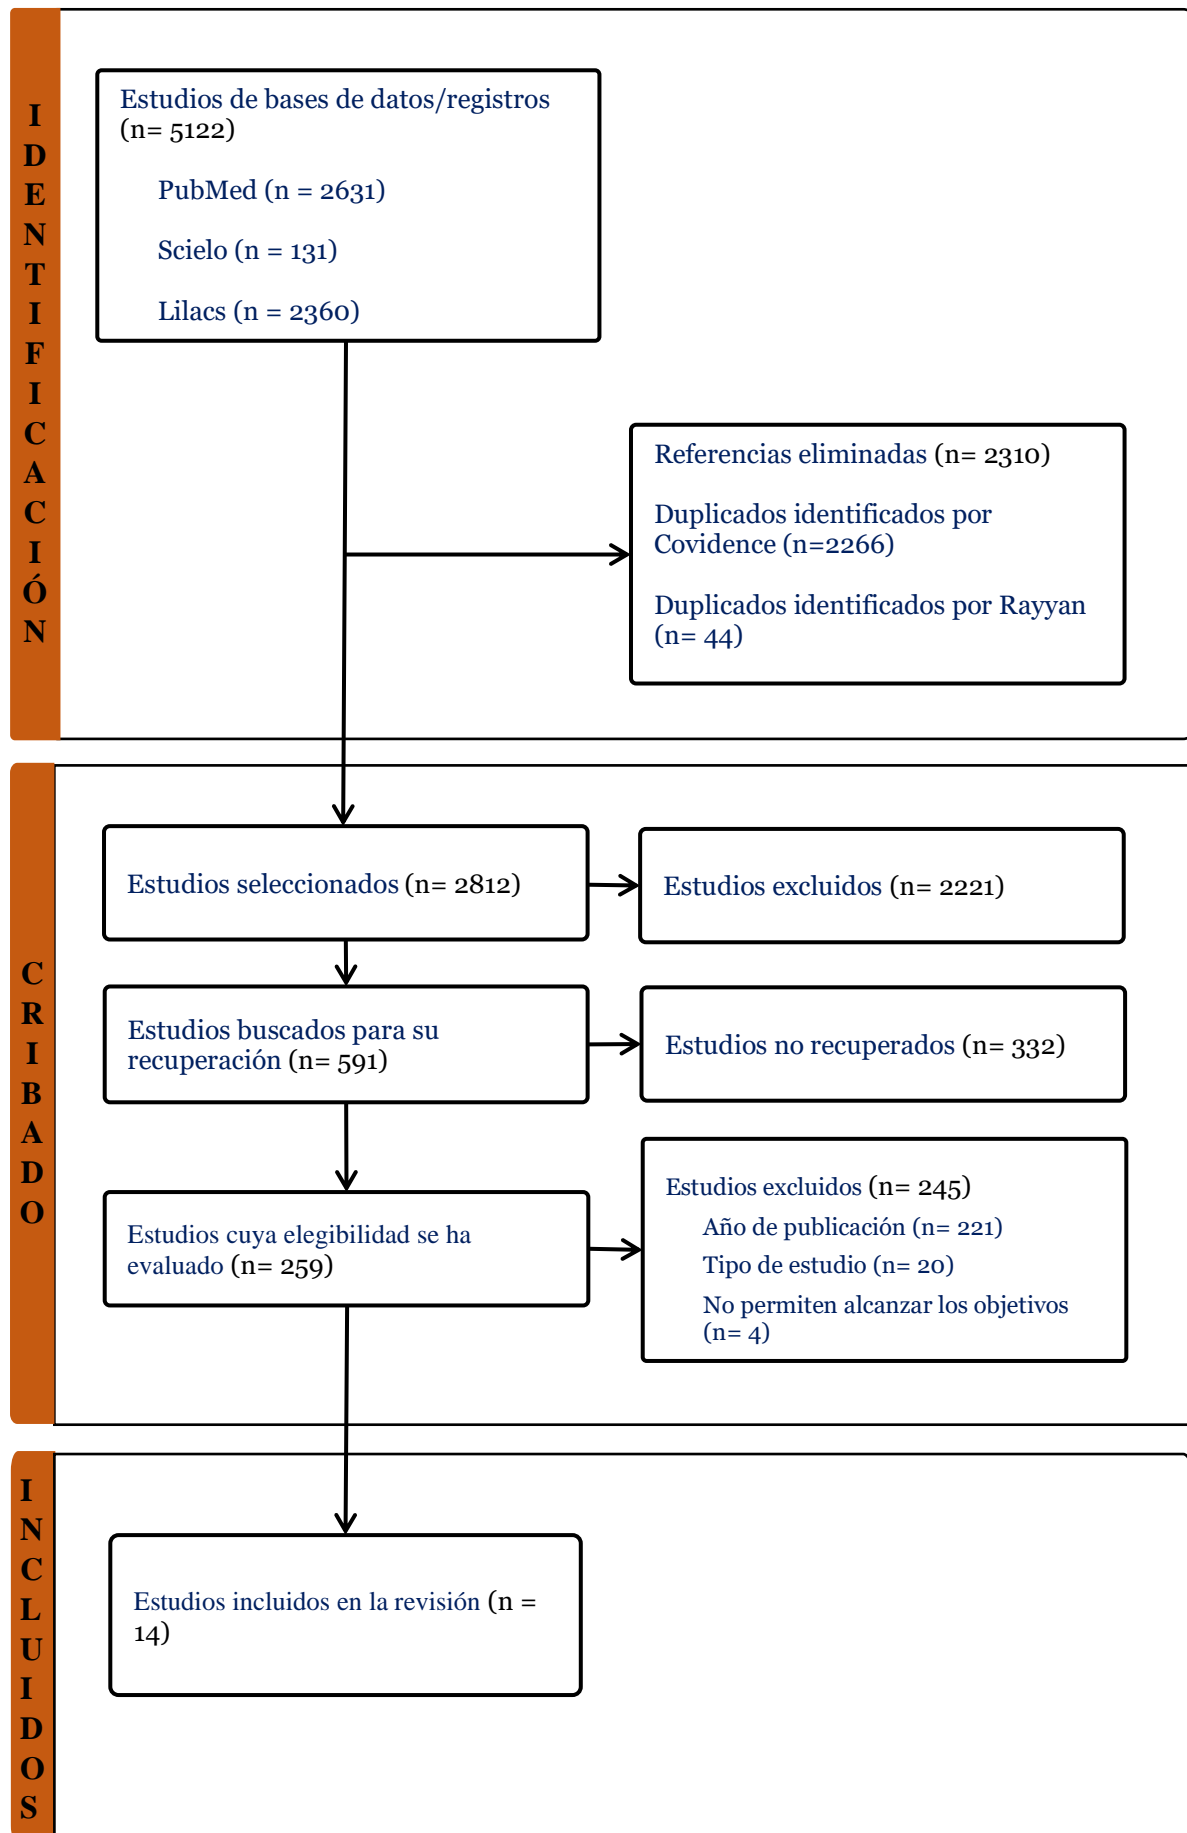 IDENTIFICACIÓN
Estudios de bases de datos/registros
(n= 5122)
PubMed (n = 2631)
Scielo (n = 131)
Lilacs (n = 2360)
Referencias eliminadas (n= 2310)
Duplicados identificados por
Covidence (n=2266)
Duplicados identificados por Rayyan
(n= 44)
CRIBADO
Estudios seleccionados (n= 2812)
Estudios excluidos (n= 2221)
Estudios buscados para su
recuperación (n= 591)
Estudios no recuperados (n= 332)
Estudios cuya elegibilidad se ha
evaluado (n= 259)
Estudios excluidos (n= 245)
Año de publicación (n= 221)
Tipo de estudio (n= 20)
No permiten alcanzar los objetivos
(n= 4)
INCLUIDOS
Estudios incluidos en la revisión (n =
14)